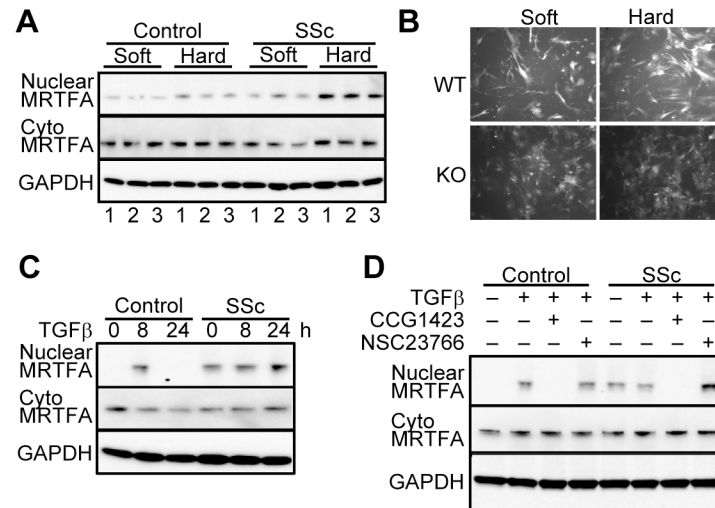 A
Control SSc
Soft Hard Soft Hard
Nuclear
MRTFA
Cyto
MRTFA
GAPDH
1 2 3 1 2 3 1 2 3 1 2 3
B
Soft Hard
WT
KO
C
Control SSc
TGFβ 0 8 24 0 8 24 h
Nuclear
MRTFA
Cyto
MRTFA
GAPDH
D
Control SSc
TGFβ – + + + – + + +
CCG1423 – – + – – – + –
NSC23766 – – – + – – – +
Nuclear
MRTFA
Cyto
MRTFA
GAPDH